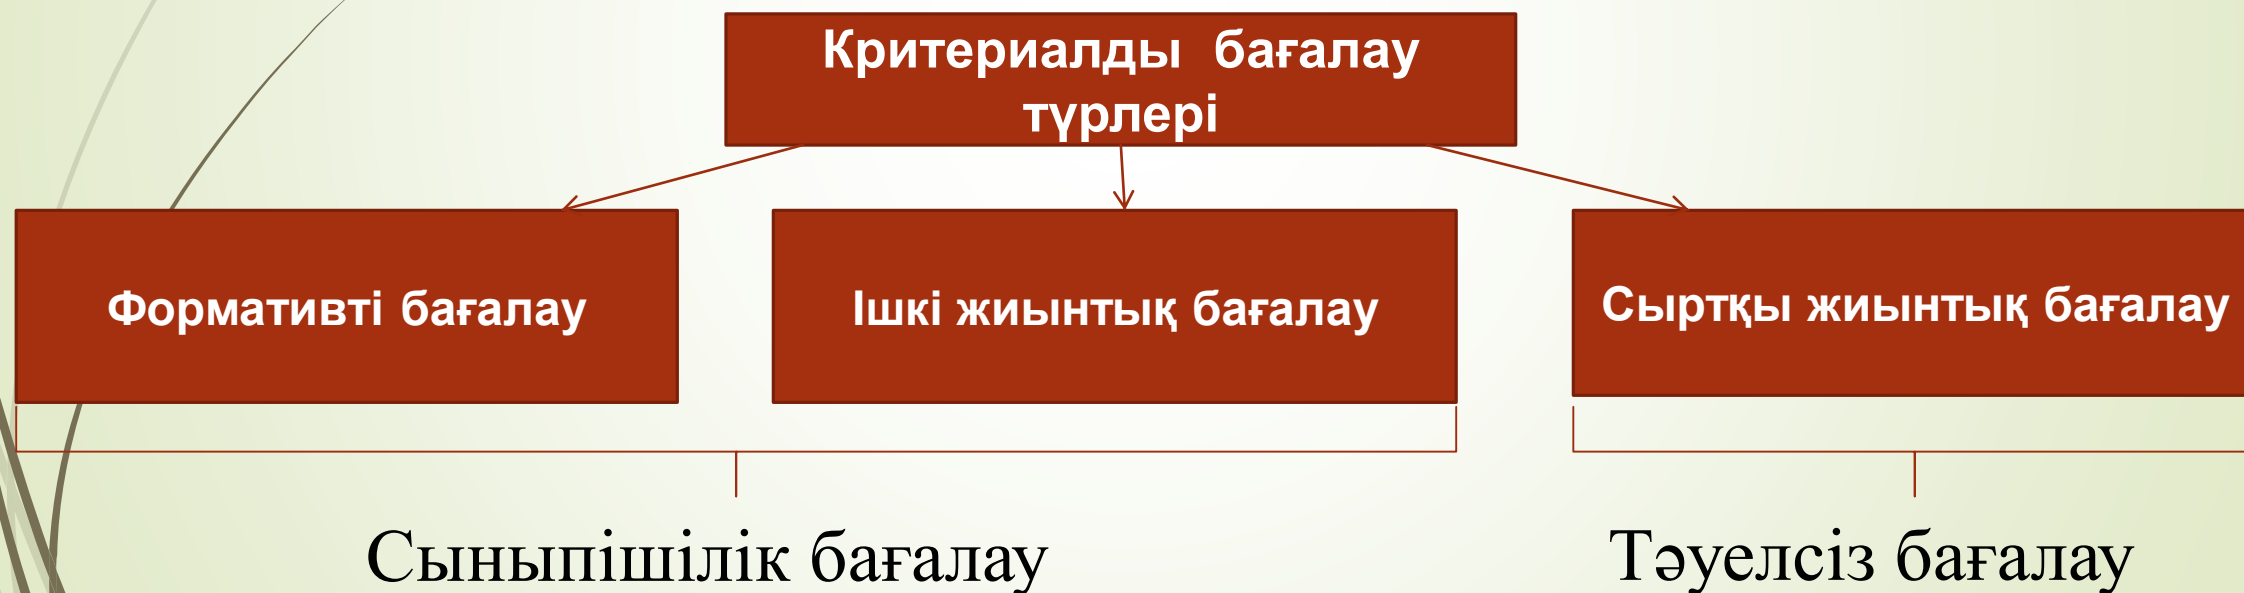 Критериалды бағалау
түрлері
Формативті бағалау
Ішкі жиынтық бағалау
Сыртқы жиынтық бағалау
Сыныпішілік бағалау
Тәуелсіз бағалау